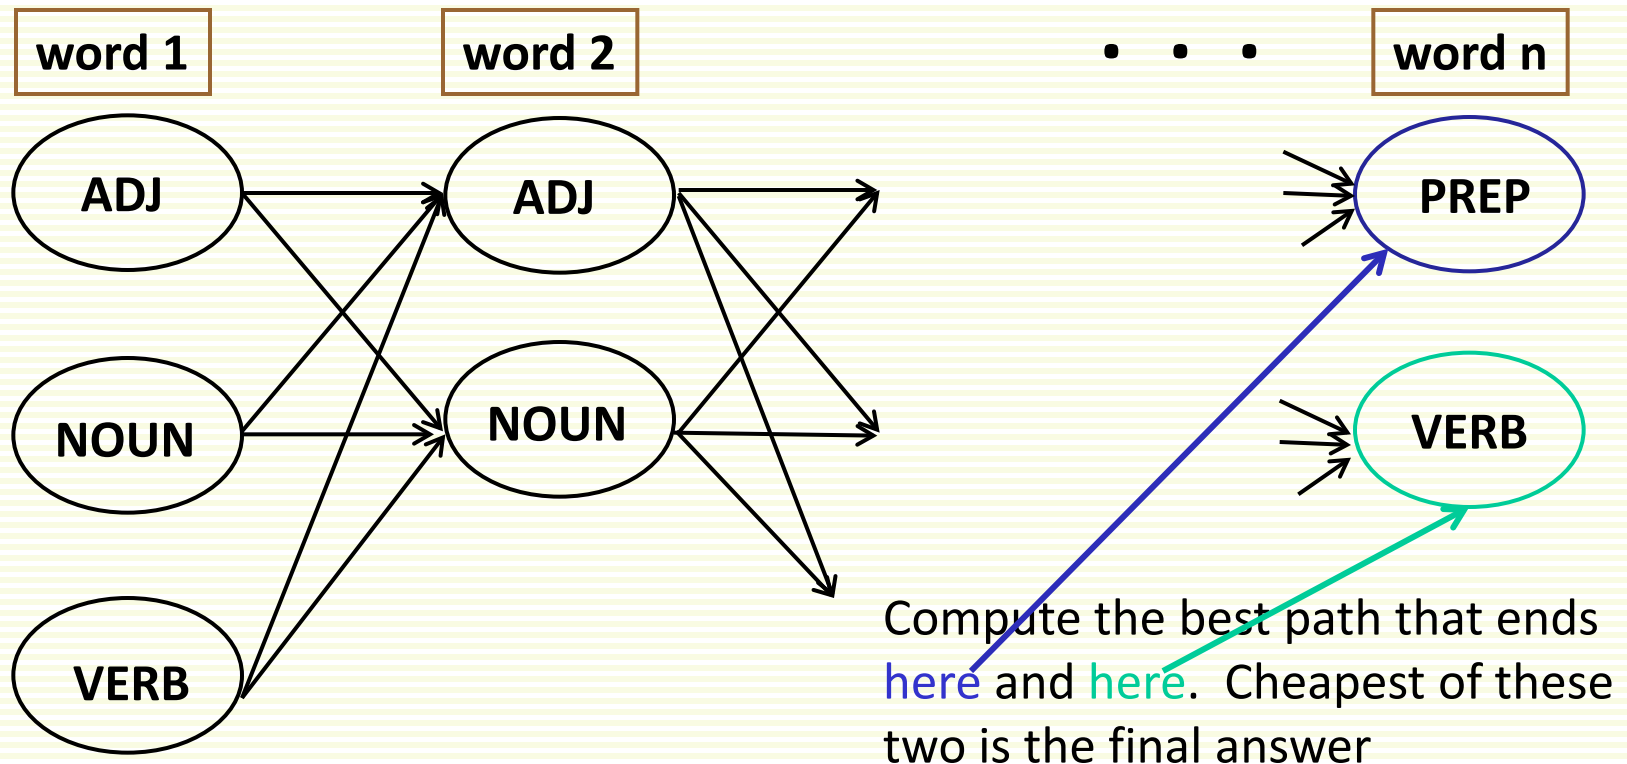 word 1 word 2 . . . word n
ADJ ADJ PREP
NOUN NOUN VERB
VERB
Compute the best path that ends
here and here. Cheapest of these
two is the final answer